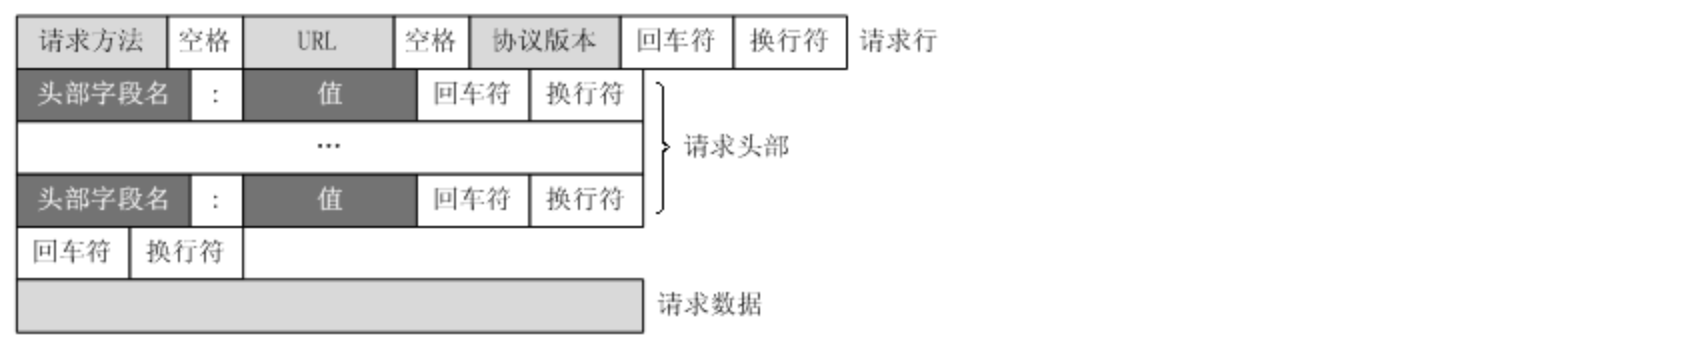 请求方法 空格 URL 空格 协议版本 回车符 换行符 请求行
头部字段名 : 值 回车符 换行符
… 请求头部
头部字段名 : 值 回车符 换行符
回车符 换行符
请求数据